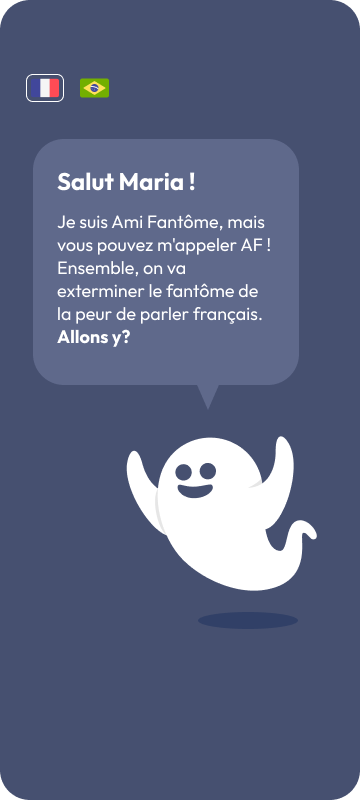 Salut Maria !
Je suis Ami Fantôme, mais
vous pouvez m'appeler AF !
Ensemble, on va
exterminer le fantôme de
la peur de parler français.
Allons y?